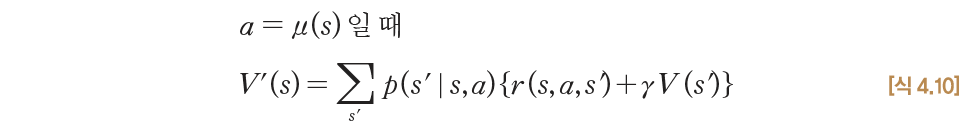 a = μ(s) 일 때
V′(s) = ∑ p(s′ | s, a){r(s, a, s′) + γV(s′)} [식 4.10]
s′